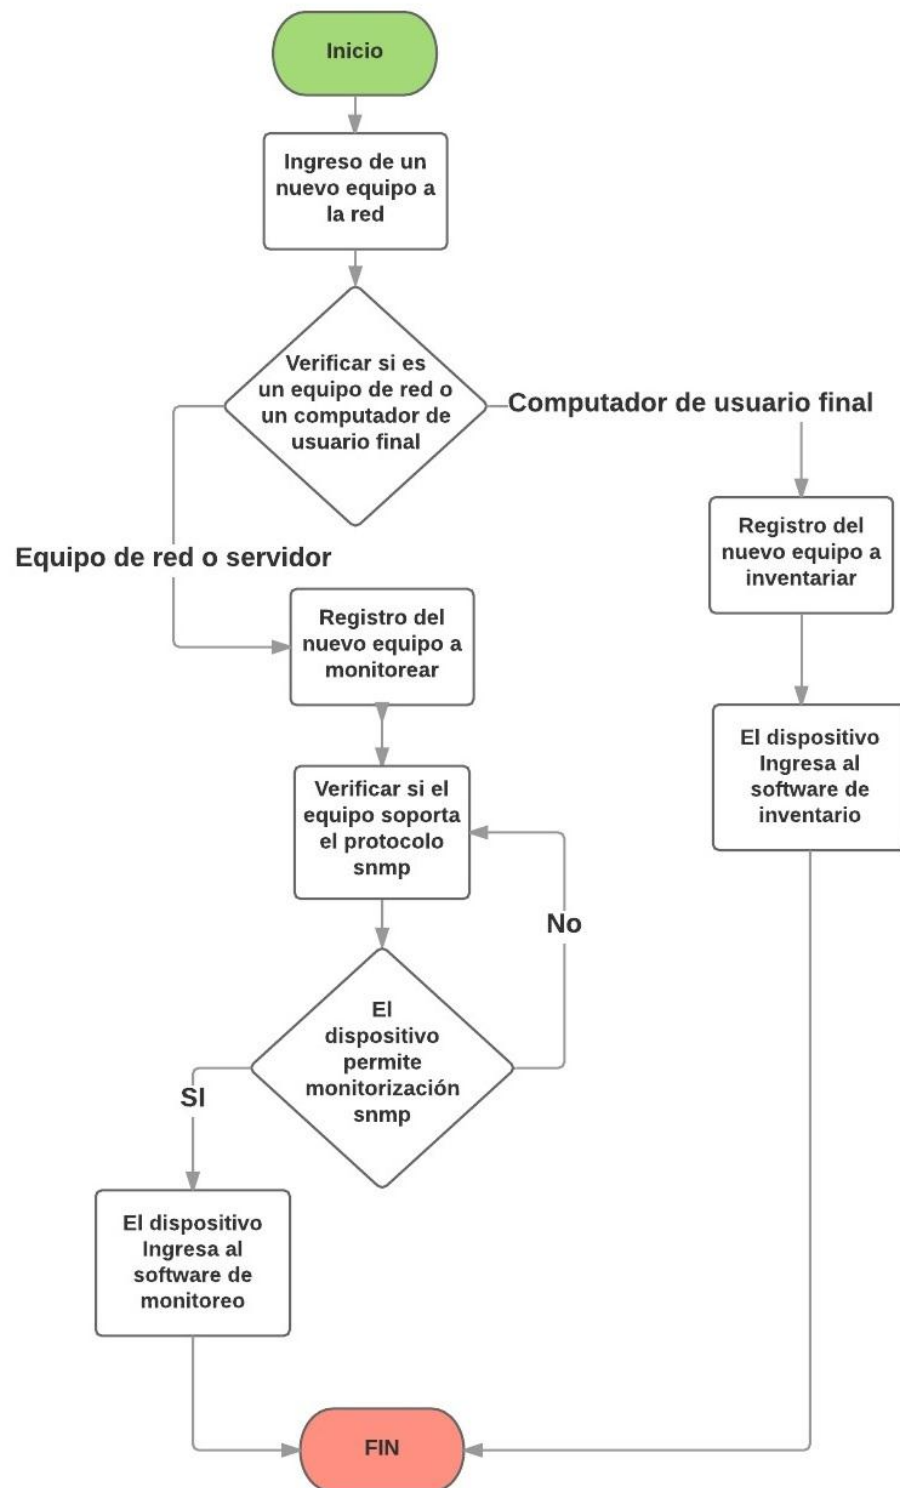 Inicio
Ingreso de un
nuevo equipo a
la red
Verificar si es
un equipo de red o
un computador de
usuario final
Computador de usuario final
Equipo de red o servidor
Registro del
nuevo equipo a
inventariar
Registro del
nuevo equipo a
monitorear
El dispositivo
Ingresa al
software de
inventario
Verificar si el
equipo soporta
el protocolo
snmp
No
El
dispositivo
permite
monitorización
snmp
SI
El dispositivo
Ingresa al
software de
monitoreo
FIN